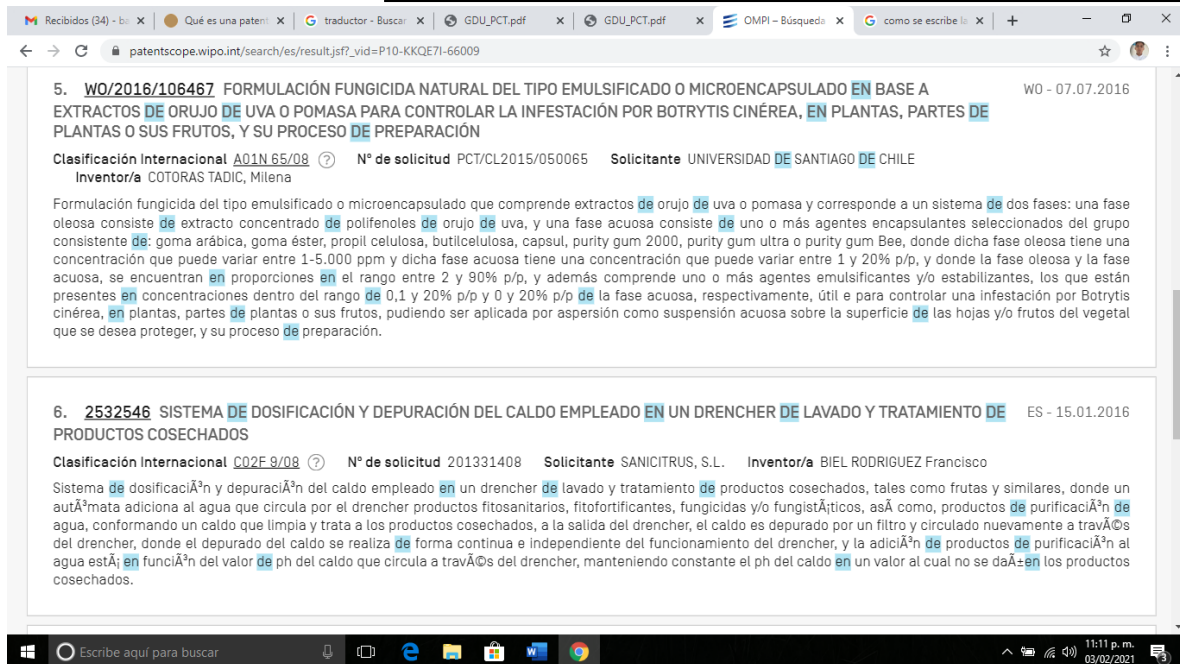 Recibidos (34) - ba
Qué es una patent
traductor - Buscar
GDU_PCT.pdf
GDU_PCT.pdf
OMPI – Búsqueda
como se escribe la
patentscope.wipo.int/search/es/result.jsf?_vid=P10-KKQE7I-66009
5. WO/2016/106467 FORMULACIÓN FUNGICIDA NATURAL DEL TIPO EMULSIFICADO O MICROENCAPSULADO EN BASE A WO - 07.07.2016
EXTRACTOS DE ORUJO DE UVA O POMASA PARA CONTROLAR LA INFESTACIÓN POR BOTRYTIS CINÉREA, EN PLANTAS, PARTES DE
PLANTAS O SUS FRUTOS, Y SU PROCESO DE PREPARACIÓN
Clasificación Internacional A01N 65/08 ? Nº de solicitud PCT/CL2015/050065 Solicitante UNIVERSIDAD DE SANTIAGO DE CHILE
Inventor/a COTORAS TADIC, Milena
Formulación fungicida del tipo emulsificado o microencapsulado que comprende extractos de orujo de uva o pomasa y corresponde a un sistema de dos fases: una fase
oleosa consiste de extracto concentrado de polifenoles de orujo de uva, y una fase acuosa consiste de uno o más agentes encapsulantes seleccionados del grupo
consistente de: goma arábica, goma éster, propil celulosa, butilcelulosa, capsul, purity gum 2000, purity gum ultra o purity gum Bee, donde dicha fase oleosa tiene una
concentración que puede variar entre 1-5.000 ppm y dicha fase acuosa tiene una concentración que puede variar entre 1 y 20% p/p, y donde la fase oleosa y la fase
acuosa, se encuentran en proporciones en el rango entre 2 y 90% p/p, y además comprende uno o más agentes emulsificantes y/o estabilizantes, los que están
presentes en concentraciones dentro del rango de 0,1 y 20% p/p y 0 y 20% p/p de la fase acuosa, respectivamente, útil e para controlar una infestación por Botrytis
cinérea, en plantas, partes de plantas o sus frutos, pudiendo ser aplicada por aspersión como suspensión acuosa sobre la superficie de las hojas y/o frutos del vegetal
que se desea proteger, y su proceso de preparación.
6. 2532546 SISTEMA DE DOSIFICACIÓN Y DEPURACIÓN DEL CALDO EMPLEADO EN UN DRENCHER DE LAVADO Y TRATAMIENTO DE ES - 15.01.2016
PRODUCTOS COSECHADOS
Clasificación Internacional C02F 9/08 ? Nº de solicitud 201331408 Solicitante SANICITRUS, S.L. Inventor/a BIEL RODRIGUEZ Francisco
Sistema de dosificaciÃ³n y depuraciÃ³n del caldo empleado en un drencher de lavado y tratamiento de productos cosechados, tales como frutas y similares, donde un
autÃ³mata adiciona al agua que circula por el drencher productos fitosanitarios, fitofortificantes, fungicidas y/o fungistÃ¡ticos, asÃ como, productos de purificaciÃ³n de
agua, conformando un caldo que limpia y trata a los productos cosechados, a la salida del drencher, el caldo es depurado por un filtro y circulado nuevamente a travÃ©s
del drencher, donde el depurado del caldo se realiza de forma continua e independiente del funcionamiento del drencher, y la adiciÃ³n de productos de purificaciÃ³n al
agua estÃ¡ en funciÃ³n del valor de ph del caldo que circula a travÃ©s del drencher, manteniendo constante el ph del caldo en un valor al cual no se daÃ±en los productos
cosechados.
Escribe aquí para buscar
11:11 p. m.
03/02/2021
3